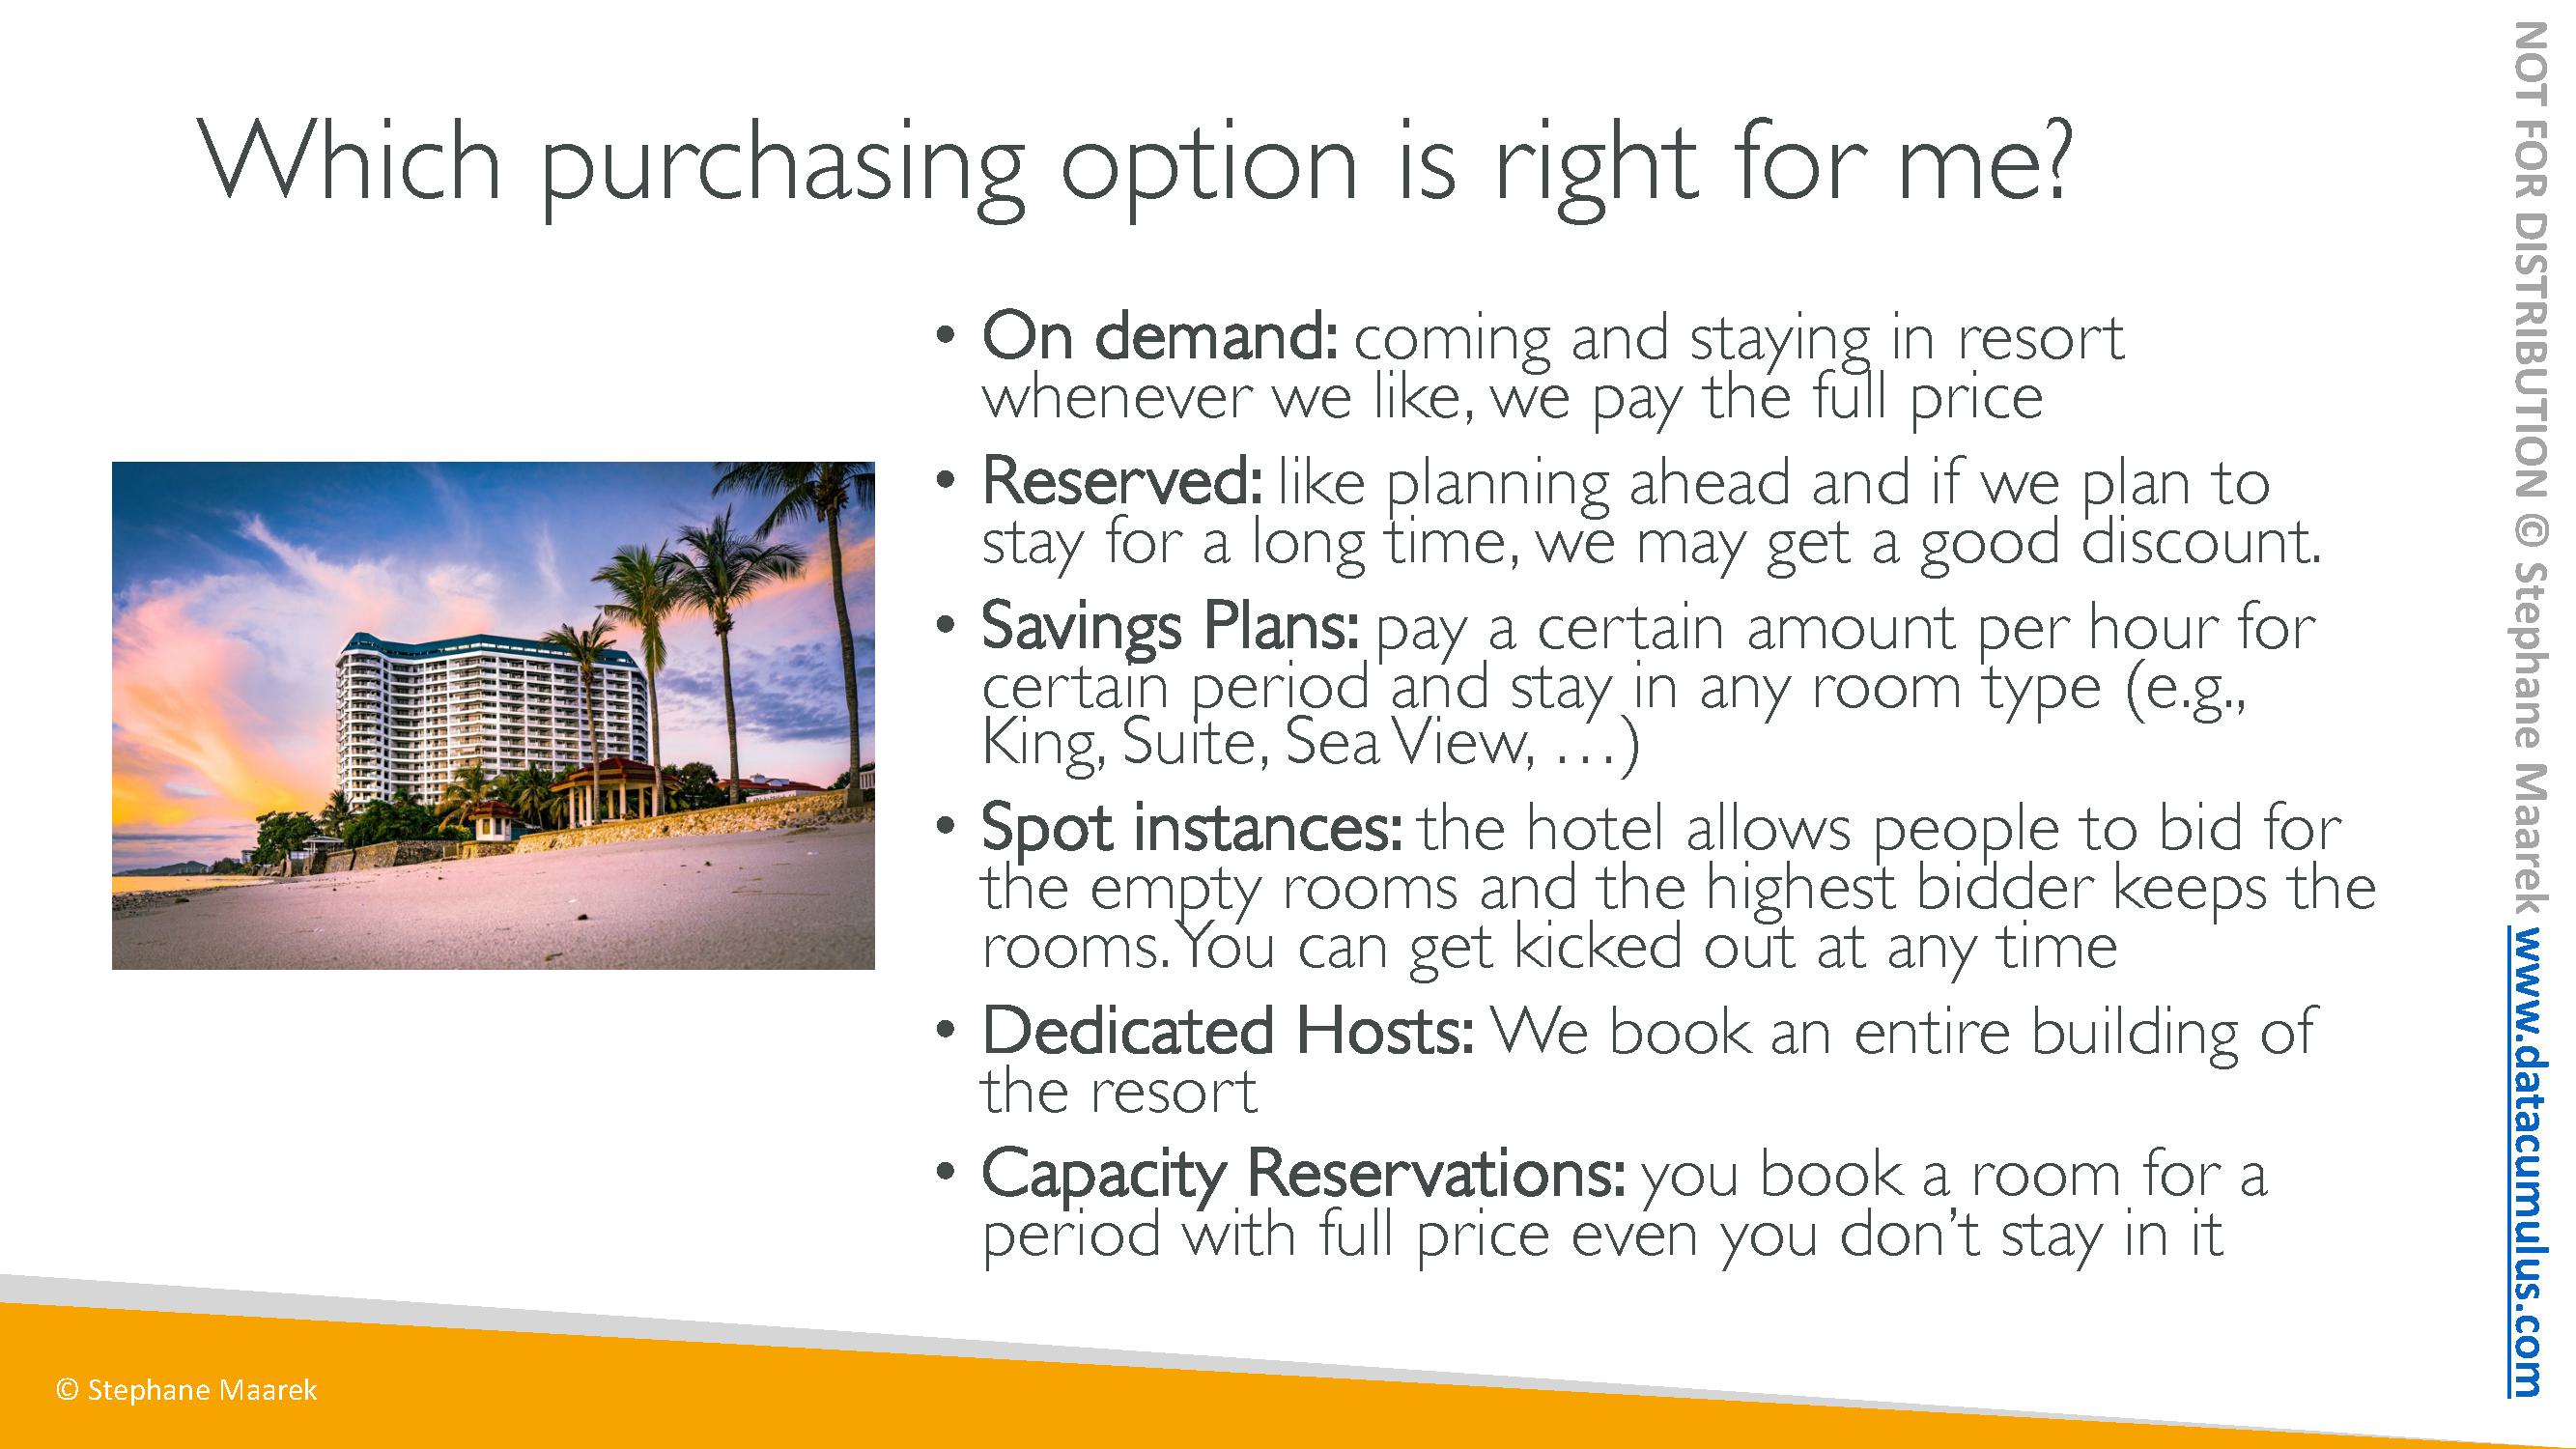 Which purchasing option is right for me?
• On demand: coming and staying in resort
whenever we like, we pay the full price
• Reserved: like planning ahead and if we plan to
stay for a long time, we may get a good discount.
• Savings Plans: pay a certain amount per hour for
certain period and stay in any room type (e.g.,
King, Suite, Sea View, …)
• Spot instances: the hotel allows people to bid for
the empty rooms and the highest bidder keeps the
rooms. You can get kicked out at any time
• Dedicated Hosts: We book an entire building of
the resort
• Capacity Reservations: you book a room for a
period with full price even you don’t stay in it
© Stephane Maarek
NOT FOR DISTRIBUTION © Stephane Maarek www.datacumulus.com